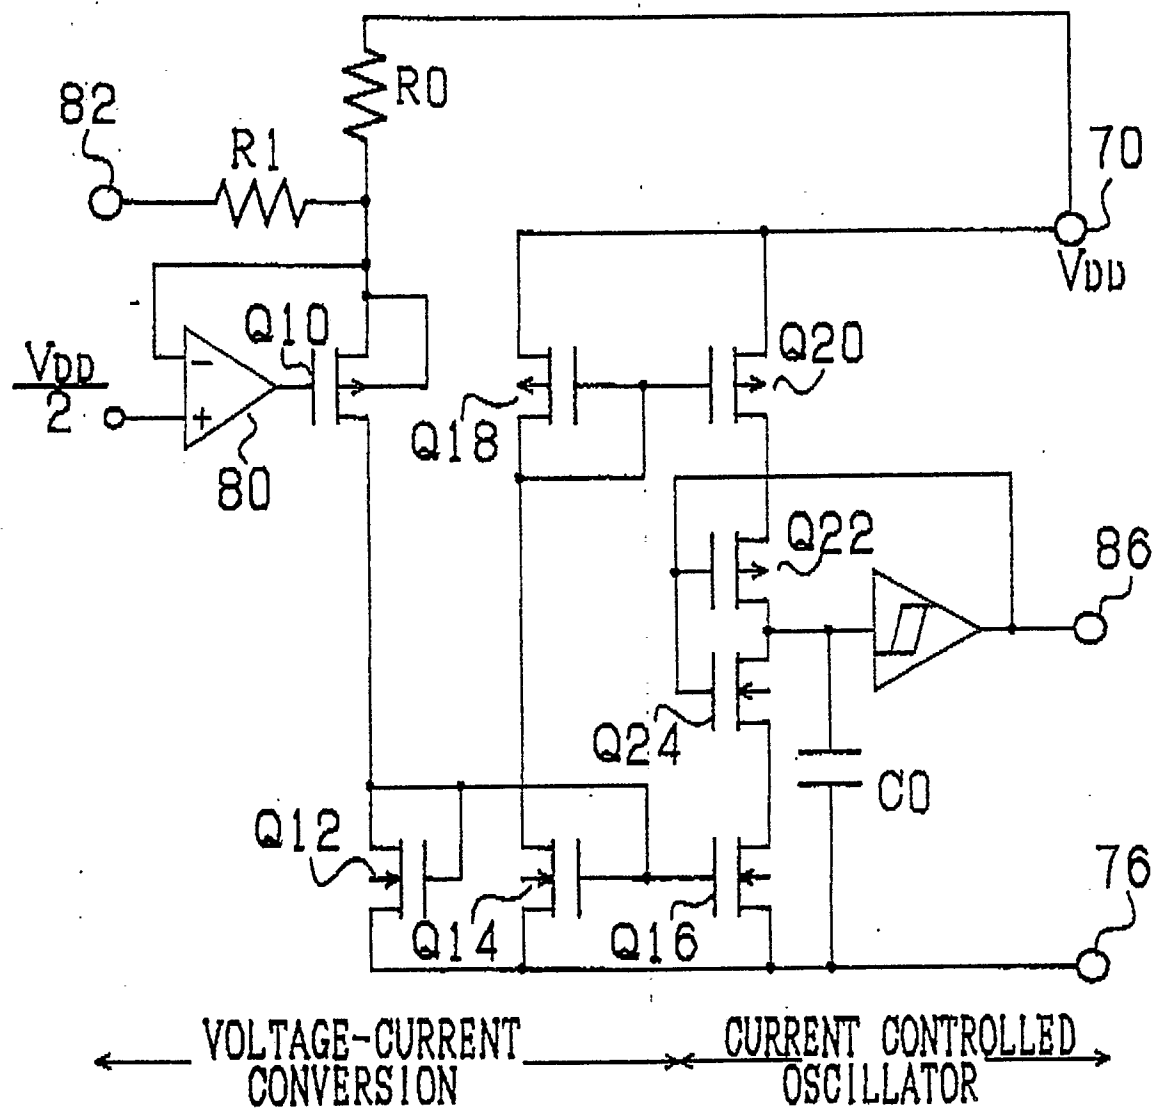 R0
82
R1
70
VDD
Q10
Q20
VDD
2
−
+
Q18
80
Q22
86
Q24
C0
Q12
76
Q14
Q16
VOLTAGE-CURRENT
CONVERSION
CURRENT CONTROLLED
OSCILLATOR